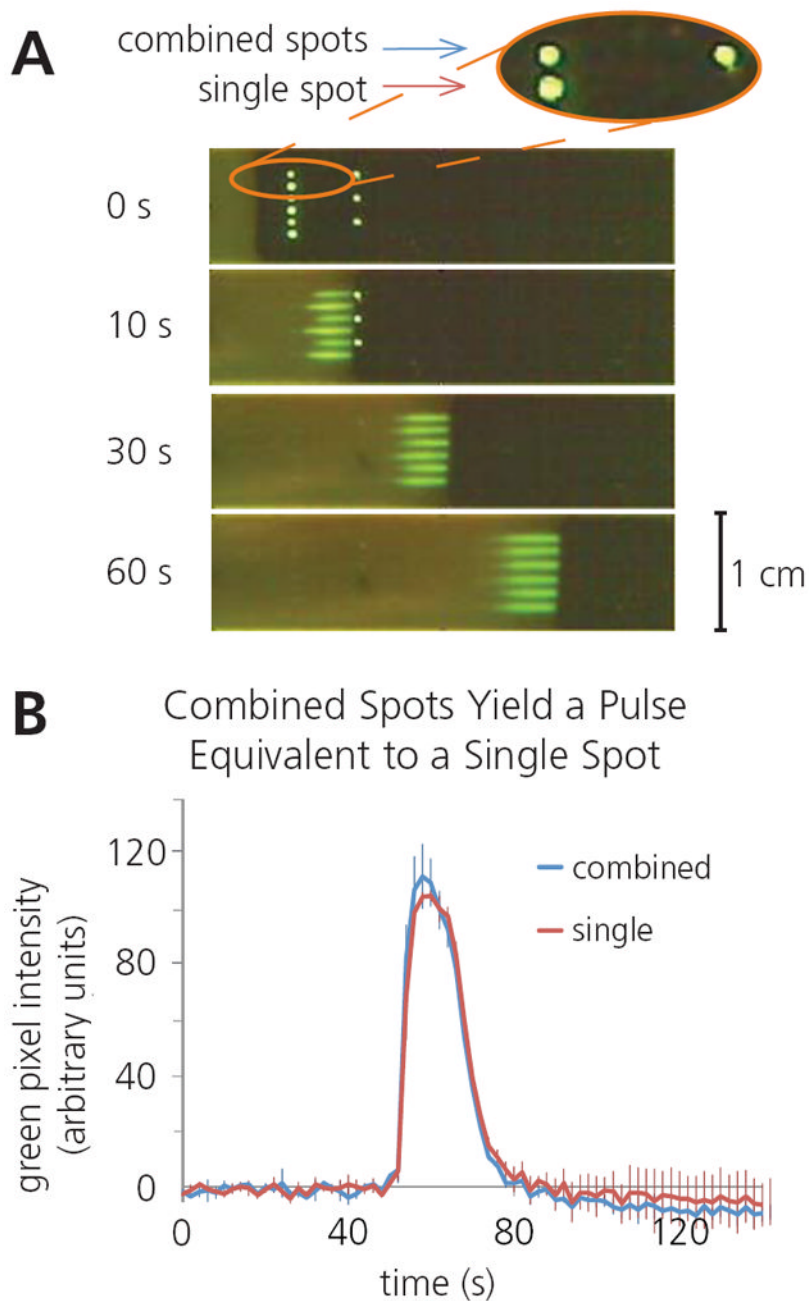 A
combined spots
single spot
0 s
10 s
30 s
60 s
1 cm
B
Combined Spots Yield a Pulse
Equivalent to a Single Spot
green pixel intensity
(arbitrary units)
120
80
40
0
combined
single
0
40
80
120
time (s)